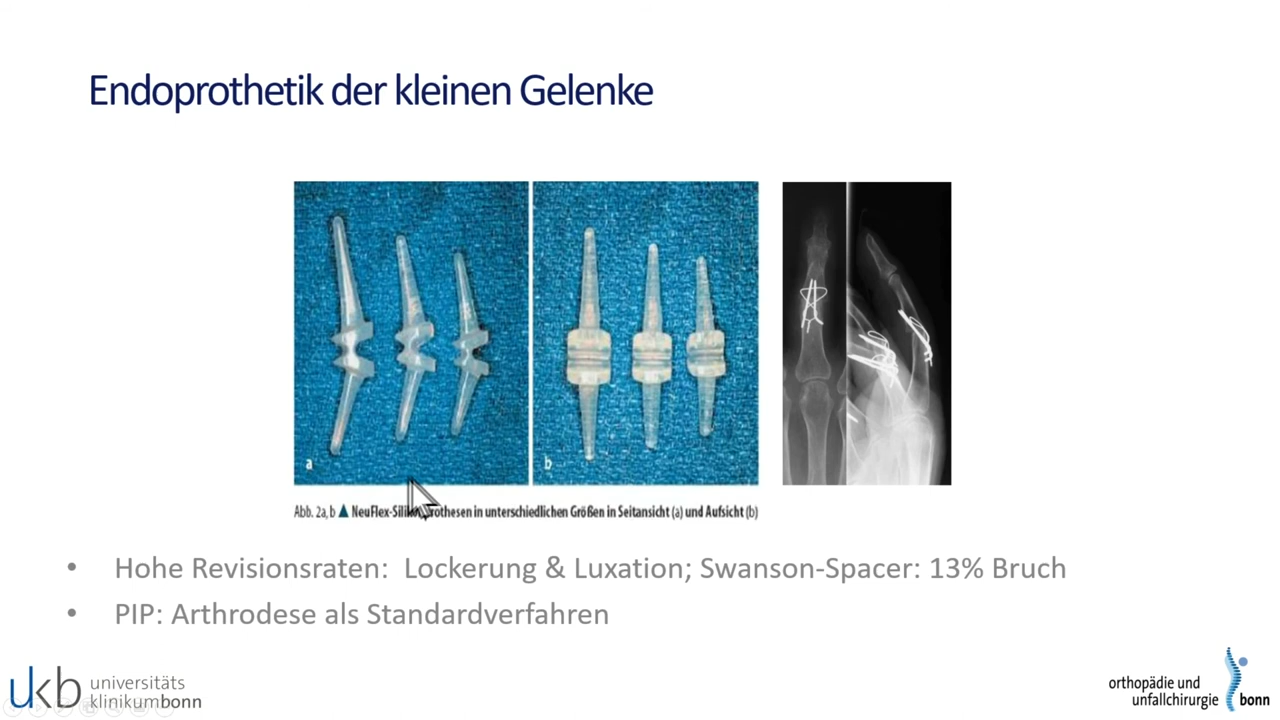 Endoprothetik der kleinen Gelenke
a
b
Abb. 2a, b ▲ NeuFlex-Silikonprothesen in unterschiedlichen Größen in Seitansicht (a) und Aufsicht (b)
• Hohe Revisionsraten: Lockerung & Luxation; Swanson-Spacer: 13% Bruch
• PIP: Arthrodese als Standardverfahren
ukb universitäts
klinikumbonn
orthopädie und
unfallchirurgie bonn